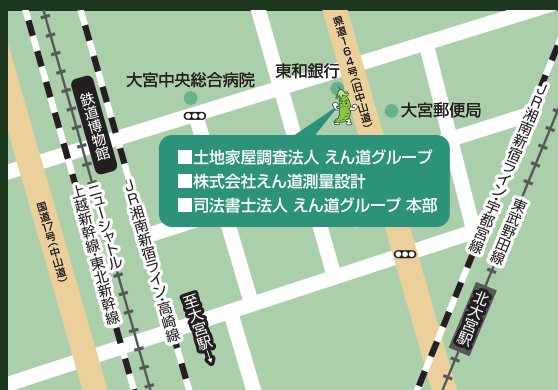 県道164号(旧中山道)
東和銀行
大宮中央総合病院
大宮郵便局
鉄道博物館
■土地家屋調査法人 えん道グループ
■株式会社えん道測量設計
■司法書士法人 えん道グループ 本部
国道17号(中山道)
ニューシャトル
上越新幹線・東北新幹線
JR湘南新宿ライン・高崎線
至大宮駅→
JR湘南新宿ライン・宇都宮線
東武野田線
北大宮駅